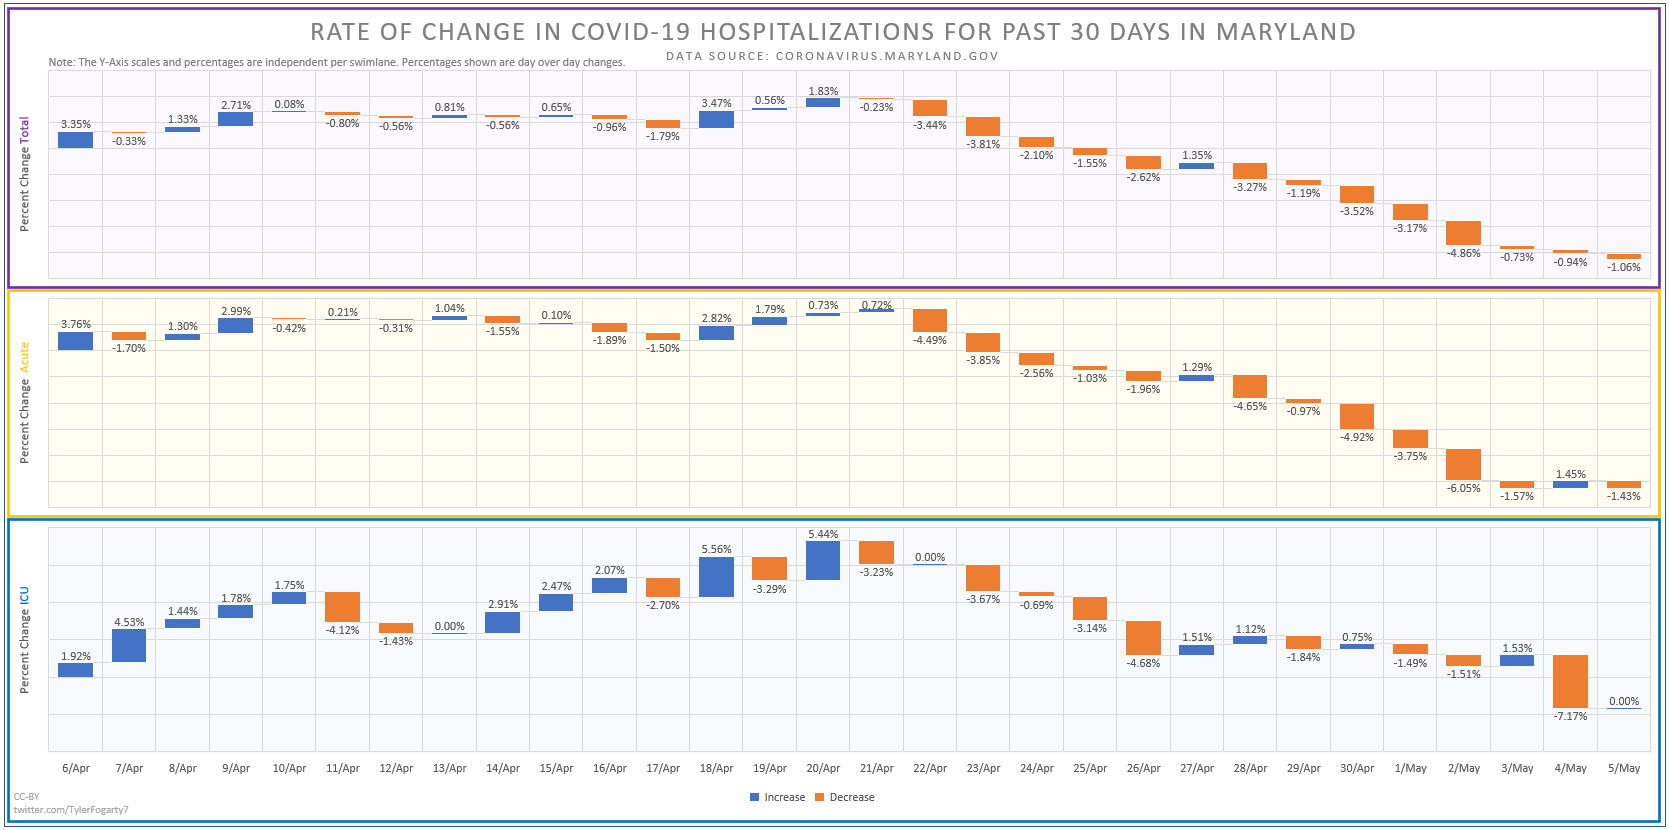 RATE OF CHANGE IN COVID-19 HOSPITALIZATIONS FOR PAST 30 DAYS IN MARYLAND
DATA SOURCE: CORONAVIRUS.MARYLAND.GOV
Note: The Y-Axis scales and percentages are independent per swimlane. Percentages shown are day over day changes.
Percent Change Total
3.35% -0.33% 1.33% 2.71% 0.08% -0.80% -0.56% 0.81% -0.56% 0.65% -0.96% -1.79% 3.47% 0.56% 1.83% -0.23% -3.44% -3.81% -2.10% -1.55% -2.62% 1.35% -3.27% -1.19% -3.52% -3.17% -4.86% -0.73% -0.94% -1.06%
Percent Change Acute
3.76% -1.70% 1.30% 2.99% -0.42% 0.21% -0.31% 1.04% -1.55% 0.10% -1.89% -1.50% 2.82% 1.79% 0.73% 0.72% -4.49% -3.85% -2.56% -1.03% -1.96% 1.29% -4.65% -0.97% -4.92% -3.75% -6.05% -1.57% 1.45% -1.43%
Percent Change ICU
1.92% 4.53% 1.44% 1.78% 1.75% -4.12% -1.43% 0.00% 2.91% 2.47% 2.07% -2.70% 5.56% -3.29% 5.44% -3.23% 0.00% -3.67% -0.69% -3.14% -4.68% 1.51% 1.12% -1.84% 0.75% -1.49% -1.51% 1.53% -7.17% 0.00%
6/Apr 7/Apr 8/Apr 9/Apr 10/Apr 11/Apr 12/Apr 13/Apr 14/Apr 15/Apr 16/Apr 17/Apr 18/Apr 19/Apr 20/Apr 21/Apr 22/Apr 23/Apr 24/Apr 25/Apr 26/Apr 27/Apr 28/Apr 29/Apr 30/Apr 1/May 2/May 3/May 4/May 5/May
Increase Decrease
CC-BY
twitter.com/TylerFogarty7